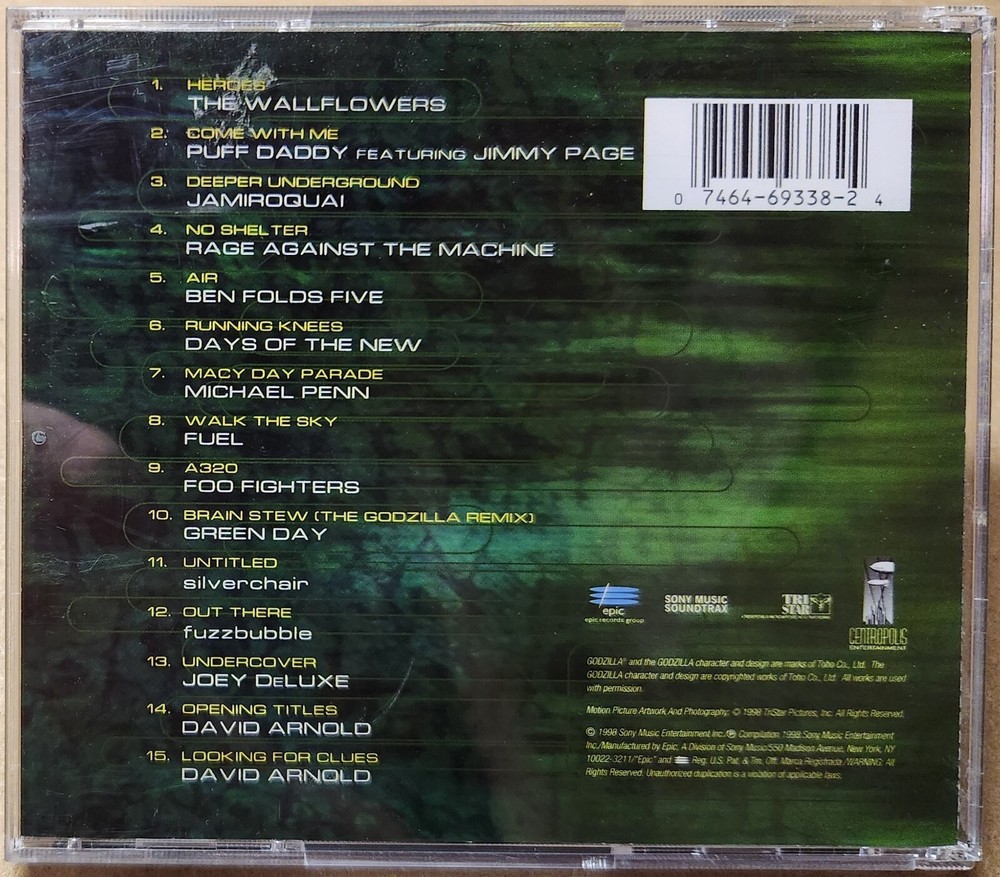 1. HEROES
THE WALLFLOWERS
2. COME WITH ME
PUFF DADDY FEATURING JIMMY PAGE
3. DEEPER UNDERGROUND
JAMIROQUAI
4. NO SHELTER
RAGE AGAINST THE MACHINE
5. AIR
BEN FOLDS FIVE
6. RUNNING KNEES
DAYS OF THE NEW
7. MACY DAY PARADE
MICHAEL PENN
8. WALK THE SKY
FUEL
9. A320
FOO FIGHTERS
10. BRAIN STEW (THE GODZILLA REMIX)
GREEN DAY
11. UNTITLED
silverchair
12. OUT THERE
fuzzbubble
13. UNDERCOVER
JOEY DeLUXE
14. OPENING TITLES
DAVID ARNOLD
15. LOOKING FOR CLUES
DAVID ARNOLD
0 7464-69338-2 4
epic
epic records group
SONY MUSIC
SOUNDTRAX
TRI
STAR
CENTROPOLIS
ENTERTAINMENT
GODZILLA® and the GODZILLA character and design are marks of Toho Co., Ltd. The
GODZILLA character and design are copyrighted works of Toho Co., Ltd. All works are used
with permission.
Motion Picture Artwork And Photography: © 1998 TriStar Pictures, Inc. All Rights Reserved.
© 1998 Sony Music Entertainment Inc./℗ Compilation 1998 Sony Music Entertainment
Inc./Manufactured by Epic, A Division of Sony Music/550 Madison Avenue, New York, NY
10022-3211/"Epic" and Reg. U.S. Pat. & Tm. Off. Marca Registrada./WARNING: All
Rights Reserved. Unauthorized duplication is a violation of applicable laws.